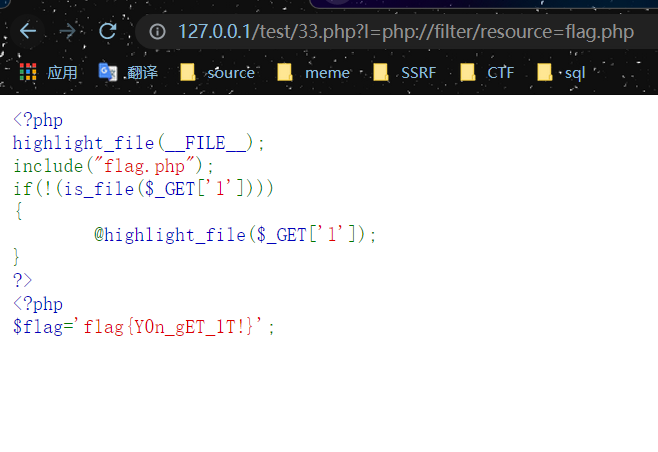 127.0.0.1/test/33.php?l=php://filter/resource=flag.php
应用 翻译 source meme SSRF CTF sql
<?php
highlight_file(__FILE__);
include("flag.php");
if(!(is_file($_GET['l'])))
{
@highlight_file($_GET['l']);
}
?>
<?php
$flag='flag{Y0n_gET_1T!}';